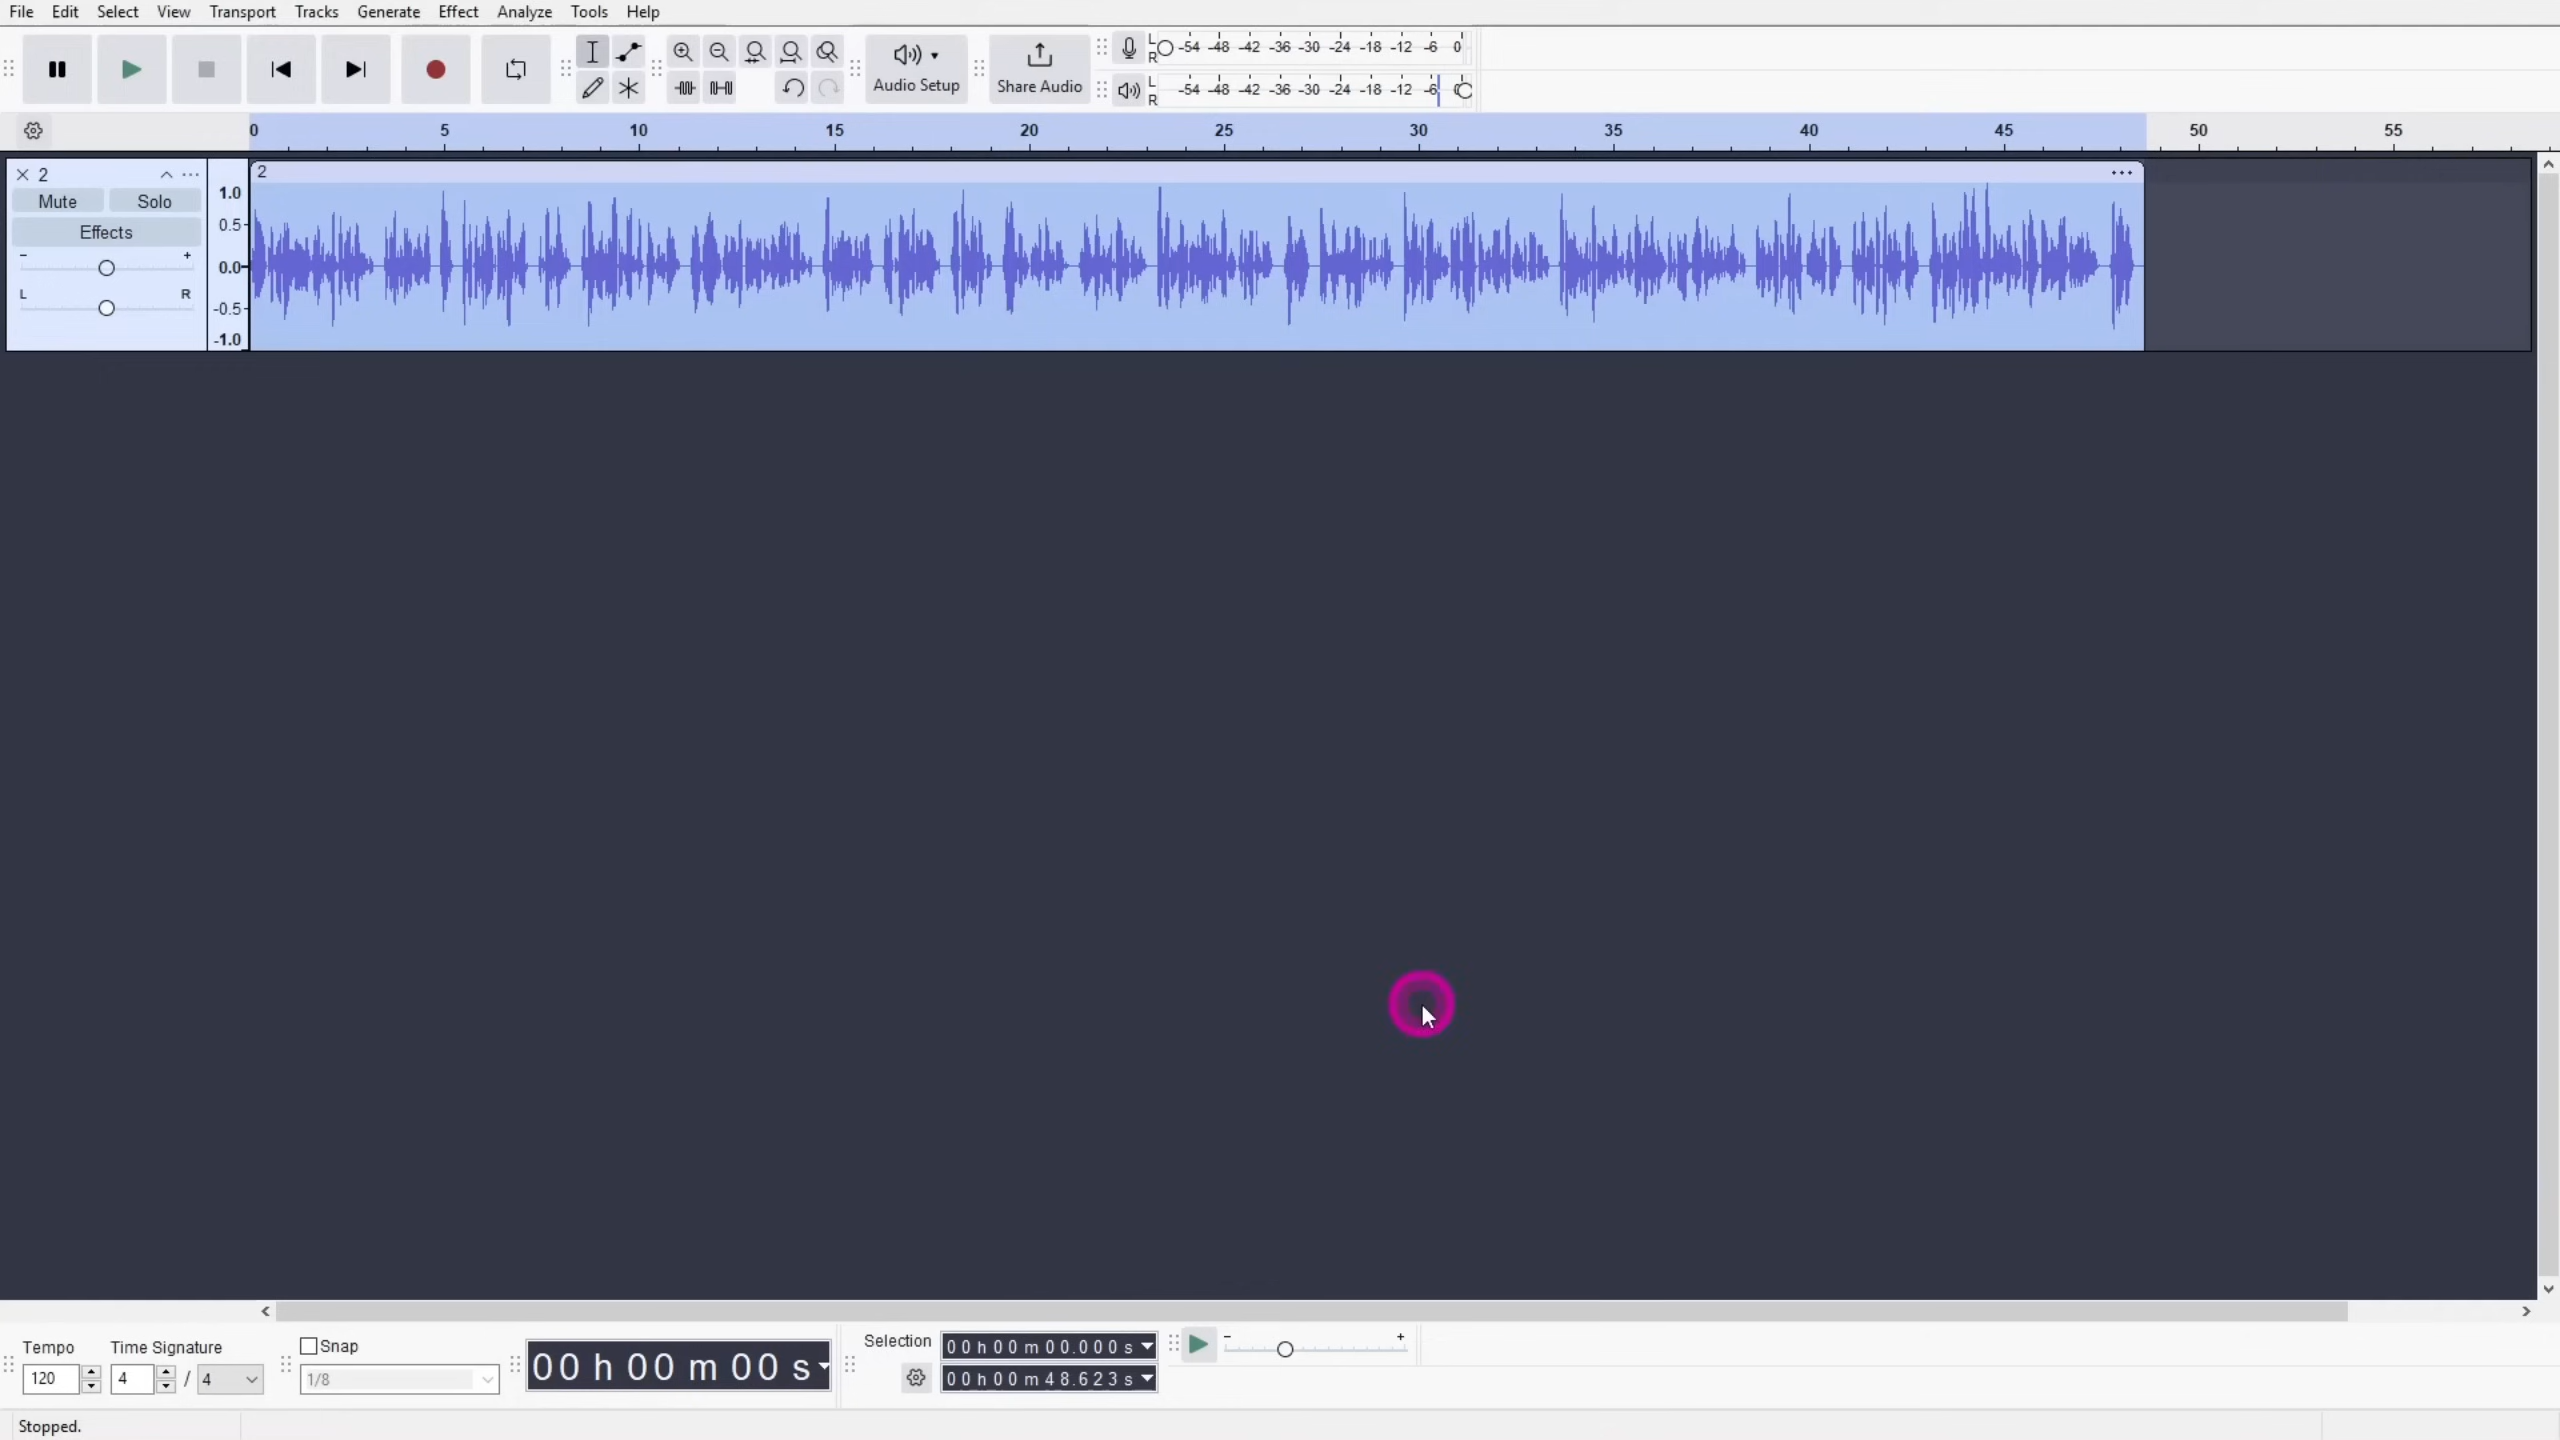 File Edit Select View Transport Tracks Generate Effect Analyze Tools Help
Audio Setup
Share Audio
L
R
-54 -48 -42 -36 -30 -24 -18 -12 -6 0
L
R
-54 -48 -42 -36 -30 -24 -18 -12 -6
0 5 10 15 20 25 30 35 40 45 50 55
2
Mute Solo
Effects
- +
L R
1.0
0.5
0.0
-0.5
-1.0
2
Tempo
120
Time Signature
4 / 4
Snap
1/8
00 h 00 m 00 s
Selection
00 h 00 m 00.000 s
00 h 00 m 48.623 s
- +
Stopped.